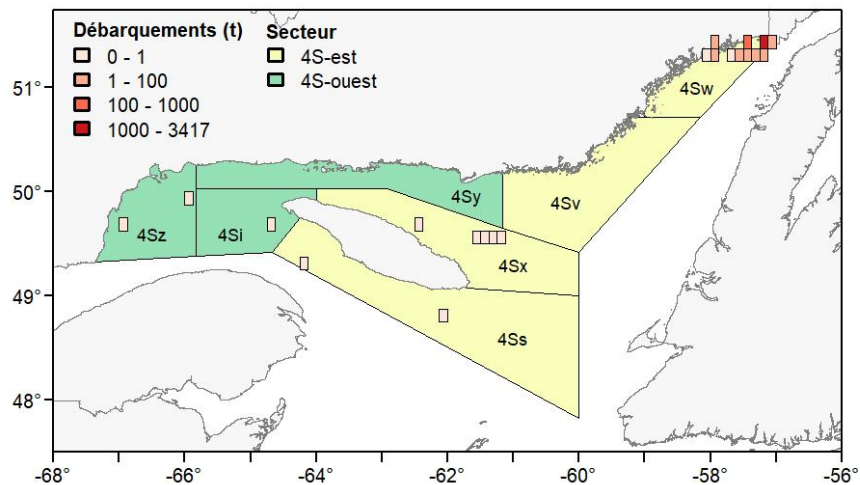 Débarquements (t)
0 - 1
1 - 100
100 - 1000
1000 - 3417
Secteur
4S-est
4S-ouest
51°
50°
49°
48°
4Sw
4Sv
4Sy
4Sz
4Si
4Sx
4Ss
-68° -66° -64° -62° -60° -58° -56°